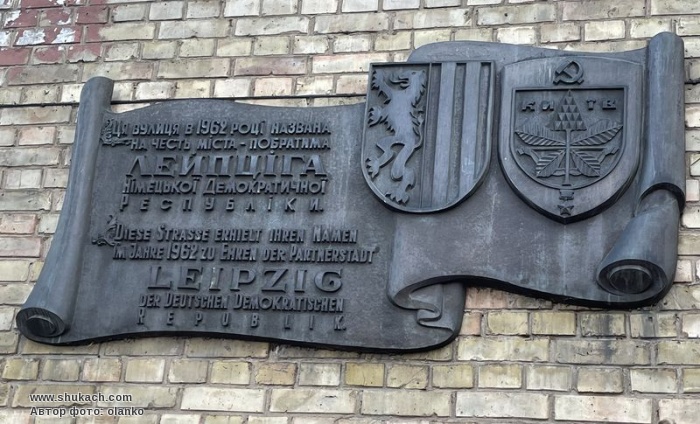 Ця вулиця в 1962 році названа
на честь міста - побратима
ЛЕЙПЦІГА
Німецької Демократичної
Республіки.
"Diese Strasse erhielt ihren Namen
im Jahre 1962 zu Ehren der Partnerstadt"
LEIPZIG
der Deutschen Demokratischen
Republik.
КИЇВ
www.shukach.com
Автор фото: olanko